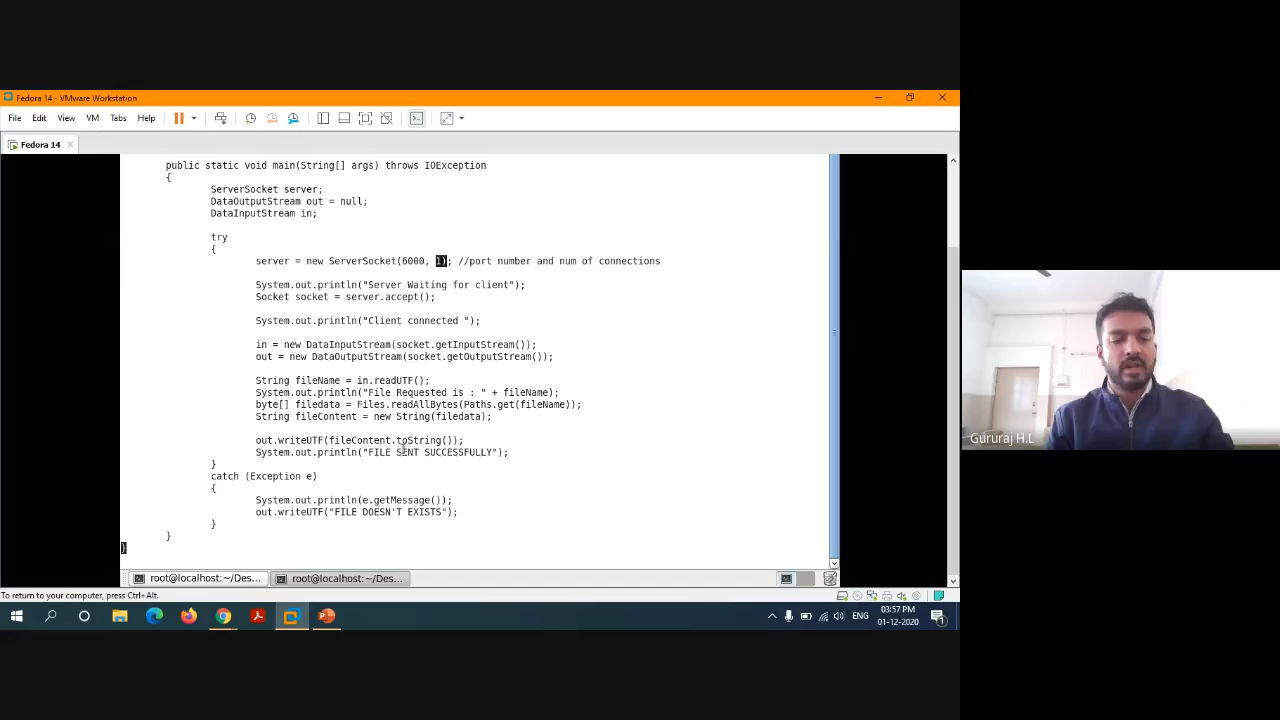 Fedora 14 - VMware Workstation
File Edit View VM Tabs Help
Fedora 14
public static void main(String[] args) throws IOException
{
ServerSocket server;
DataOutputStream out = null;
DataInputStream in;
try
{
server = new ServerSocket(6000, 1); //port number and num of connections
System.out.println("Server Waiting for client");
Socket socket = server.accept();
System.out.println("Client connected ");
in = new DataInputStream(socket.getInputStream());
out = new DataOutputStream(socket.getOutputStream());
String fileName = in.readUTF();
System.out.println("File Requested is : " + fileName);
byte[] filedata = Files.readAllBytes(Paths.get(fileName));
String fileContent = new String(filedata);
out.writeUTF(fileContent.toString());
System.out.println("FILE SENT SUCCESSFULLY");
}
catch (Exception e)
{
System.out.println(e.getMessage());
out.writeUTF("FILE DOESN'T EXISTS");
}
}
}
root@localhost:~/Des... root@localhost:~/Des...
To return to your computer, press Ctrl+Alt.
ENG 03:57 PM
01-12-2020
Gururaj H.L